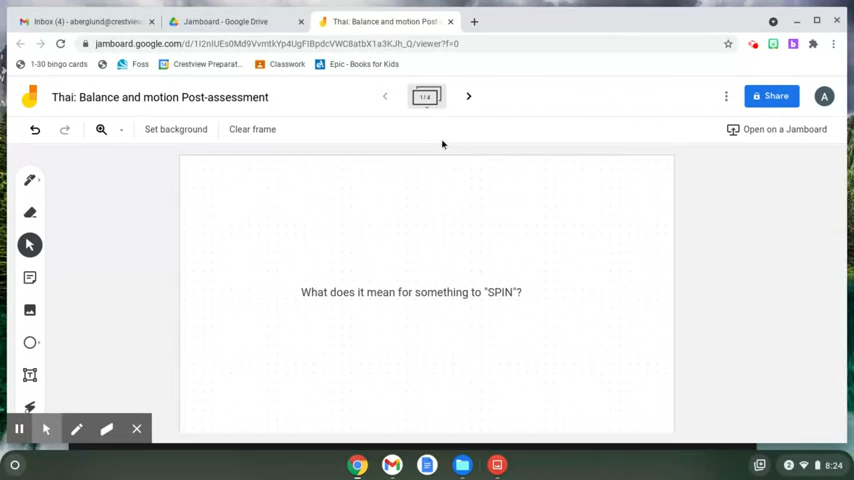 Inbox (4) - aberglund@crestview
Jamboard - Google Drive
Thai: Balance and motion Post-
jamboard.google.com/d/1I2nIUEs0Md9VvmtkYp4UgFIBpdcVWC8atbX1a3KJh_Q/viewer?f=0
1-30 bingo cards
Foss
Crestview Preparat...
Classwork
Epic - Books for Kids
Thai: Balance and motion Post-assessment
1/4
Share
A
Set background
Clear frame
Open on a Jamboard
What does it mean for something to "SPIN"?
2
8:24